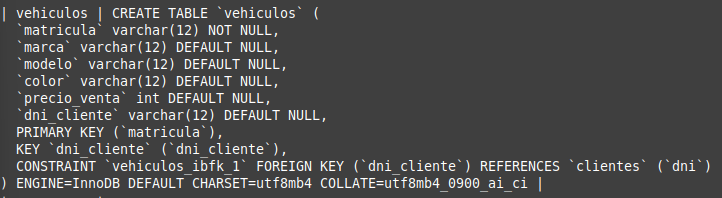 | vehiculos | CREATE TABLE `vehiculos` (
  `matricula` varchar(12) NOT NULL,
  `marca` varchar(12) DEFAULT NULL,
  `modelo` varchar(12) DEFAULT NULL,
  `color` varchar(12) DEFAULT NULL,
  `precio_venta` int DEFAULT NULL,
  `dni_cliente` varchar(12) DEFAULT NULL,
  PRIMARY KEY (`matricula`),
  KEY `dni_cliente` (`dni_cliente`),
  CONSTRAINT `vehiculos_ibfk_1` FOREIGN KEY (`dni_cliente`) REFERENCES `clientes` (`dni`)
) ENGINE=InnoDB DEFAULT CHARSET=utf8mb4 COLLATE=utf8mb4_0900_ai_ci |